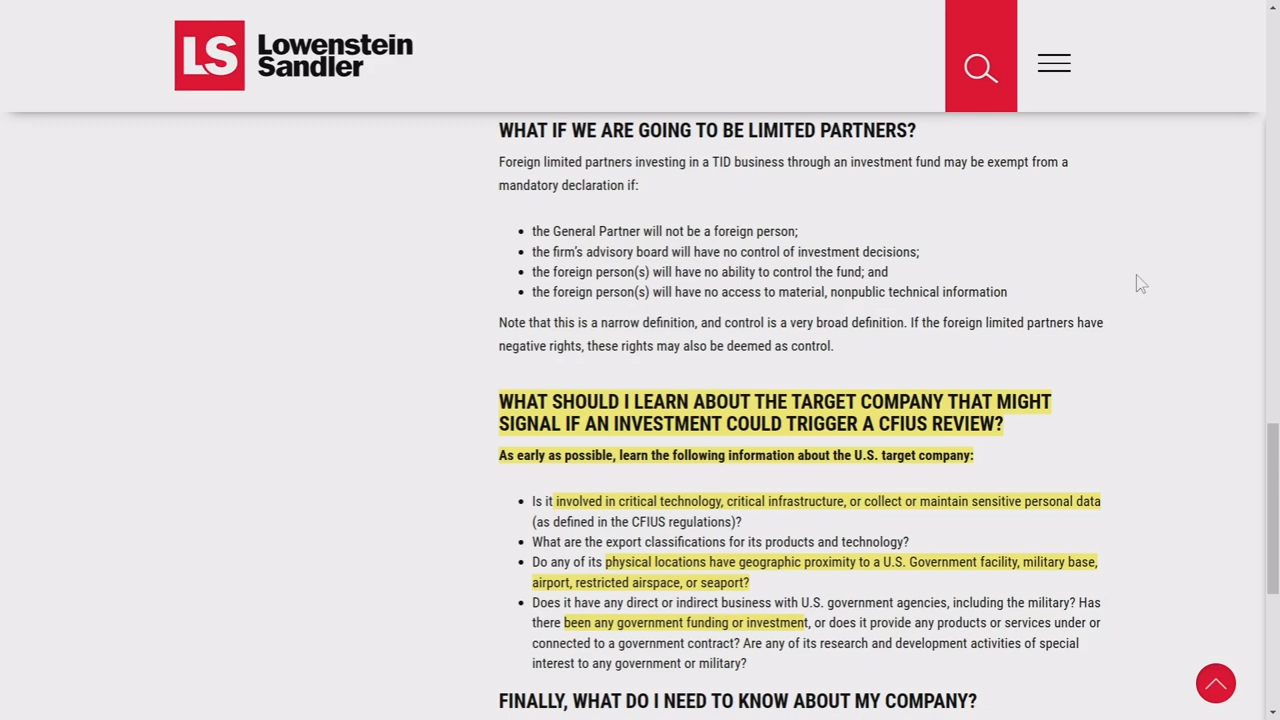 LS Lowenstein
Sandler
WHAT IF WE ARE GOING TO BE LIMITED PARTNERS?
Foreign limited partners investing in a TID business through an investment fund may be exempt from a
mandatory declaration if:
• the General Partner will not be a foreign person;
• the firm's advisory board will have no control of investment decisions;
• the foreign person(s) will have no ability to control the fund; and
• the foreign person(s) will have no access to material, nonpublic technical information
Note that this is a narrow definition, and control is a very broad definition. If the foreign limited partners have
negative rights, these rights may also be deemed as control.
WHAT SHOULD I LEARN ABOUT THE TARGET COMPANY THAT MIGHT
SIGNAL IF AN INVESTMENT COULD TRIGGER A CFIUS REVIEW?
As early as possible, learn the following information about the U.S. target company:
• Is it involved in critical technology, critical infrastructure, or collect or maintain sensitive personal data
(as defined in the CFIUS regulations)?
• What are the export classifications for its products and technology?
• Do any of its physical locations have geographic proximity to a U.S. Government facility, military base,
airport, restricted airspace, or seaport?
• Does it have any direct or indirect business with U.S. government agencies, including the military? Has
there been any government funding or investment, or does it provide any products or services under or
connected to a government contract? Are any of its research and development activities of special
interest to any government or military?
FINALLY, WHAT DO I NEED TO KNOW ABOUT MY COMPANY?